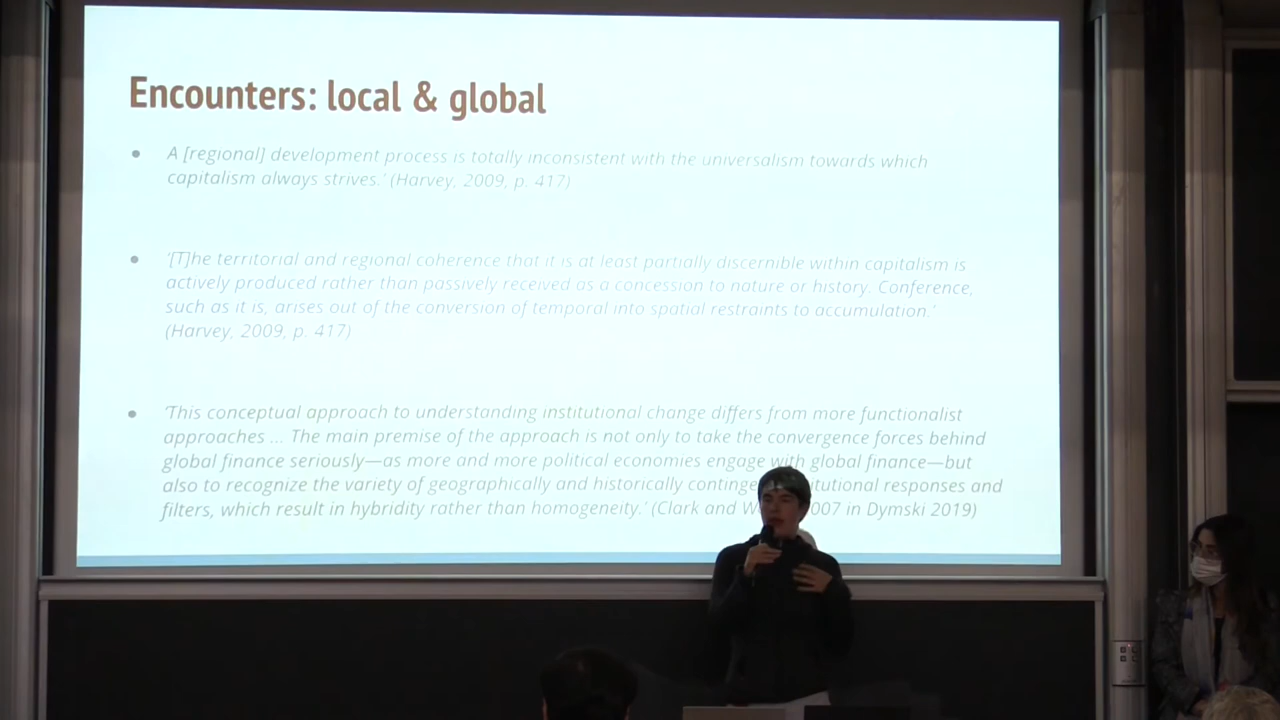 Encounters: local & global
• A [regional] development process is totally inconsistent with the universalism towards which
capitalism always strives.' (Harvey, 2009, p. 417)
• '[T]he territorial and regional coherence that it is at least partially discernible within capitalism is
actively produced rather than passively received as a concession to nature or history. Conference,
such as it is, arises out of the conversion of temporal into spatial restraints to accumulation.'
(Harvey, 2009, p. 417)
• 'This conceptual approach to understanding institutional change differs from more functionalist
approaches ... The main premise of the approach is not only to take the convergence forces behind
global finance seriously—as more and more political economies engage with global finance—but
also to recognize the variety of geographically and historically continge tutional responses and
filters, which result in hybridity rather than homogeneity.' (Clark and W 007 in Dymski 2019)